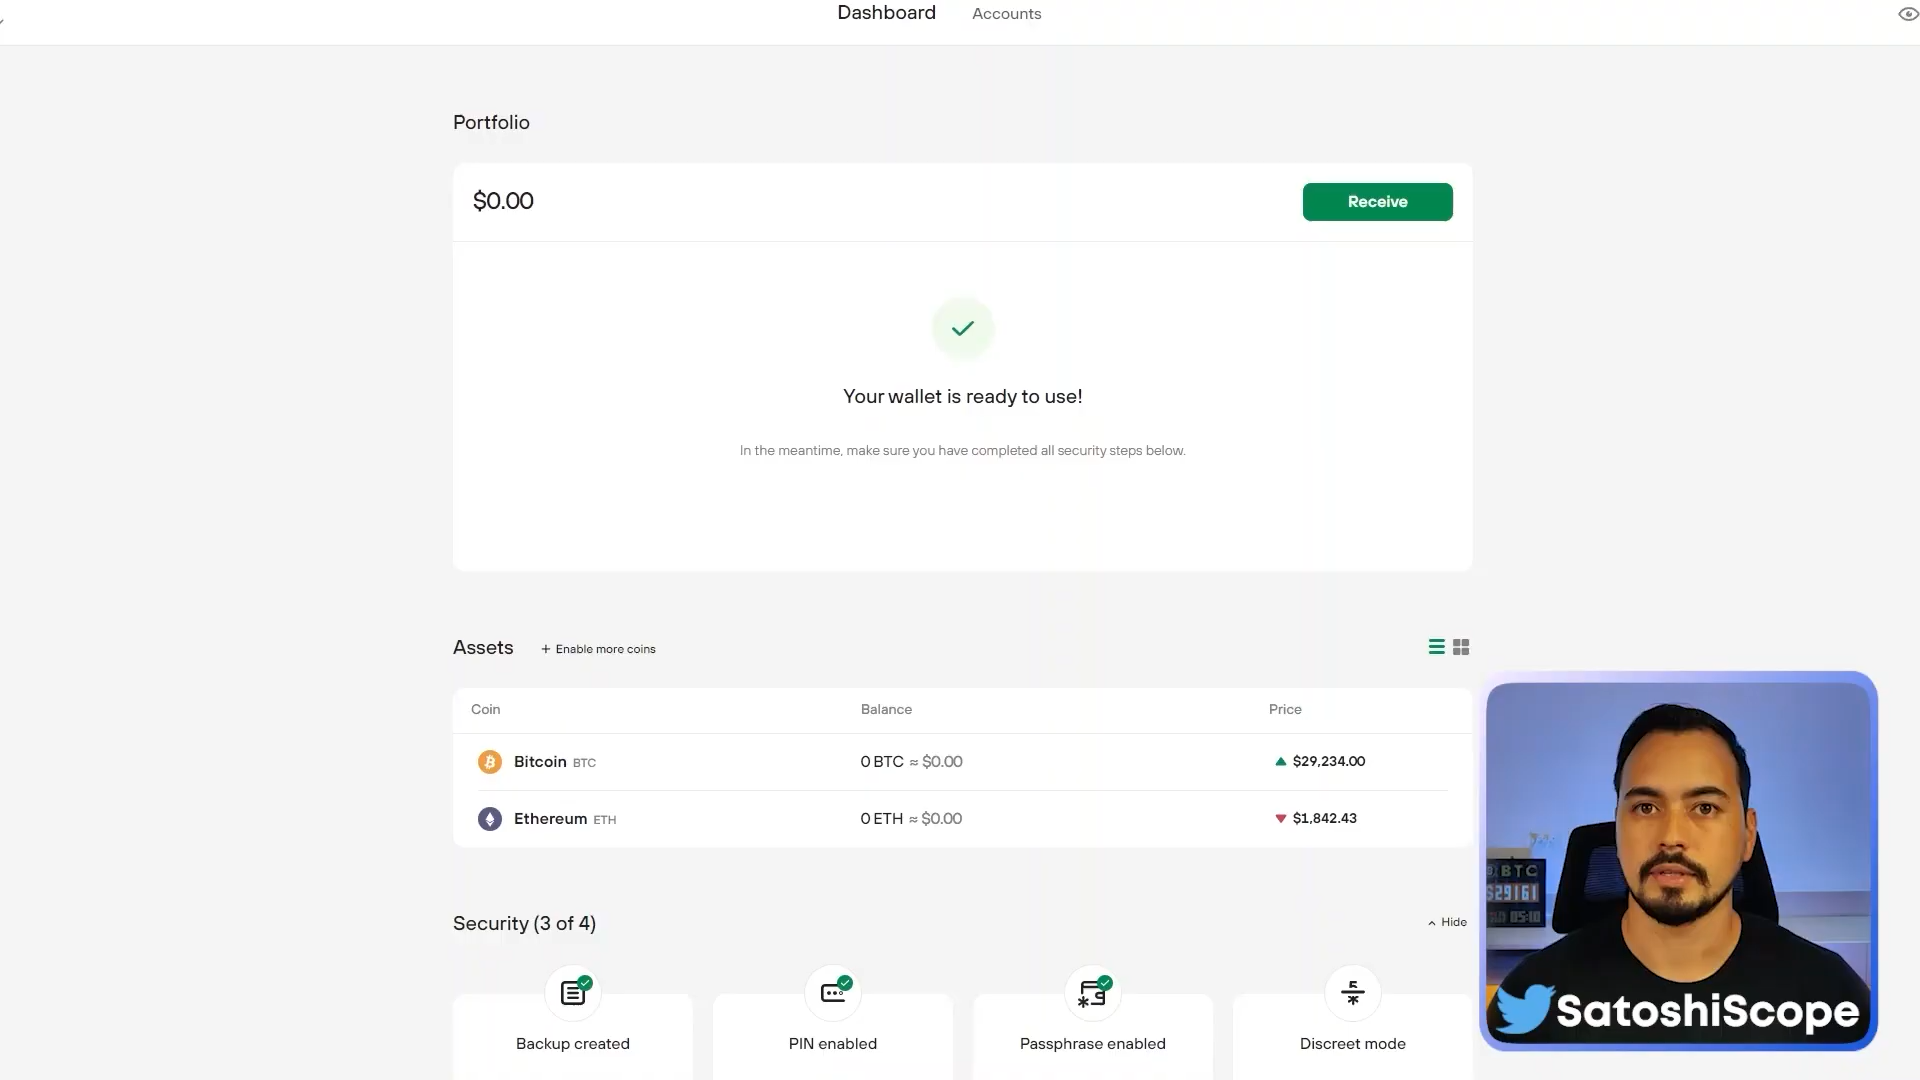 Dashboard
Accounts
Portfolio
$0.00
Receive
Your wallet is ready to use!
In the meantime, make sure you have completed all security steps below.
Assets
+ Enable more coins
Coin
Balance
Price
Bitcoin BTC
0 BTC ≈ $0.00
$29,234.00
Ethereum ETH
0 ETH ≈ $0.00
$1,842.43
BTC
$29161
05:10
Security (3 of 4)
Hide
Backup created
PIN enabled
Passphrase enabled
Discreet mode
SatoshiScope